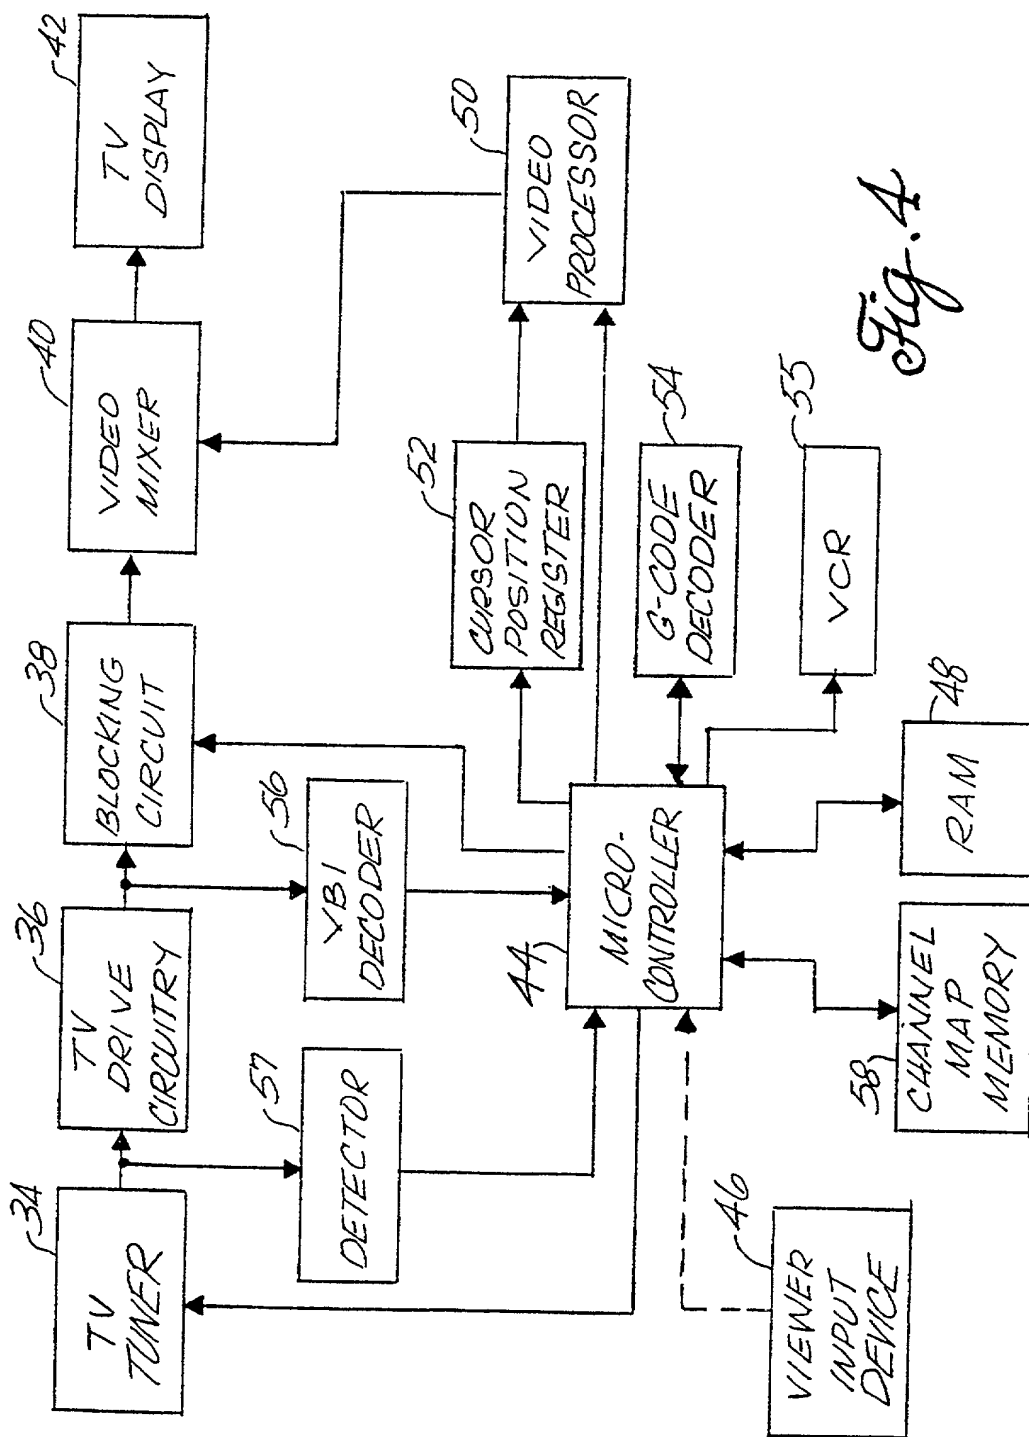 34
TV
TUNER
36
TV
DRIVE
CIRCUITRY
38
BLOCKING
CIRCUIT
40
VIDEO
MIXER
42
TV
DISPLAY
57
DETECTOR
56
VBI
DECODER
52
CURSOR
POSITION
REGISTER
50
VIDEO
PROCESSOR
44
MICRO-
CONTROLLER
54
G-CODE
DECODER
55
VCR
46
VIEWER
INPUT
DEVICE
58
CHANNEL
MAP
MEMORY
48
RAM
Fig. 4